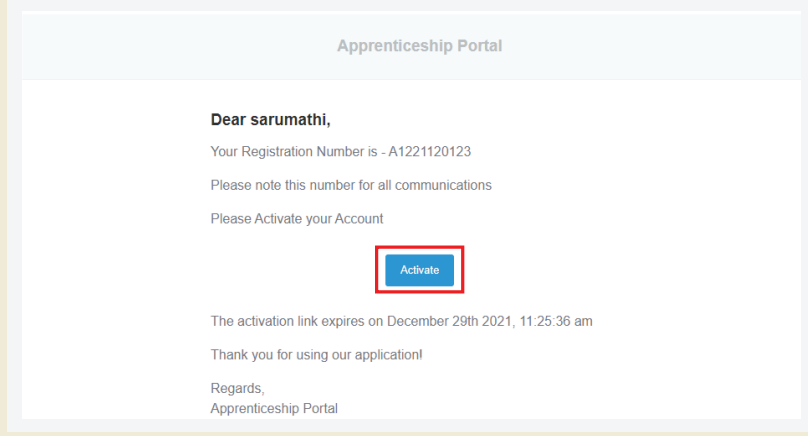 Apprenticeship Portal
Dear sarumathi,
Your Registration Number is - A1221120123
Please note this number for all communications
Please Activate your Account
Activate
The activation link expires on December 29th 2021, 11:25:36 am
Thank you for using our application!
Regards,
Apprenticeship Portal